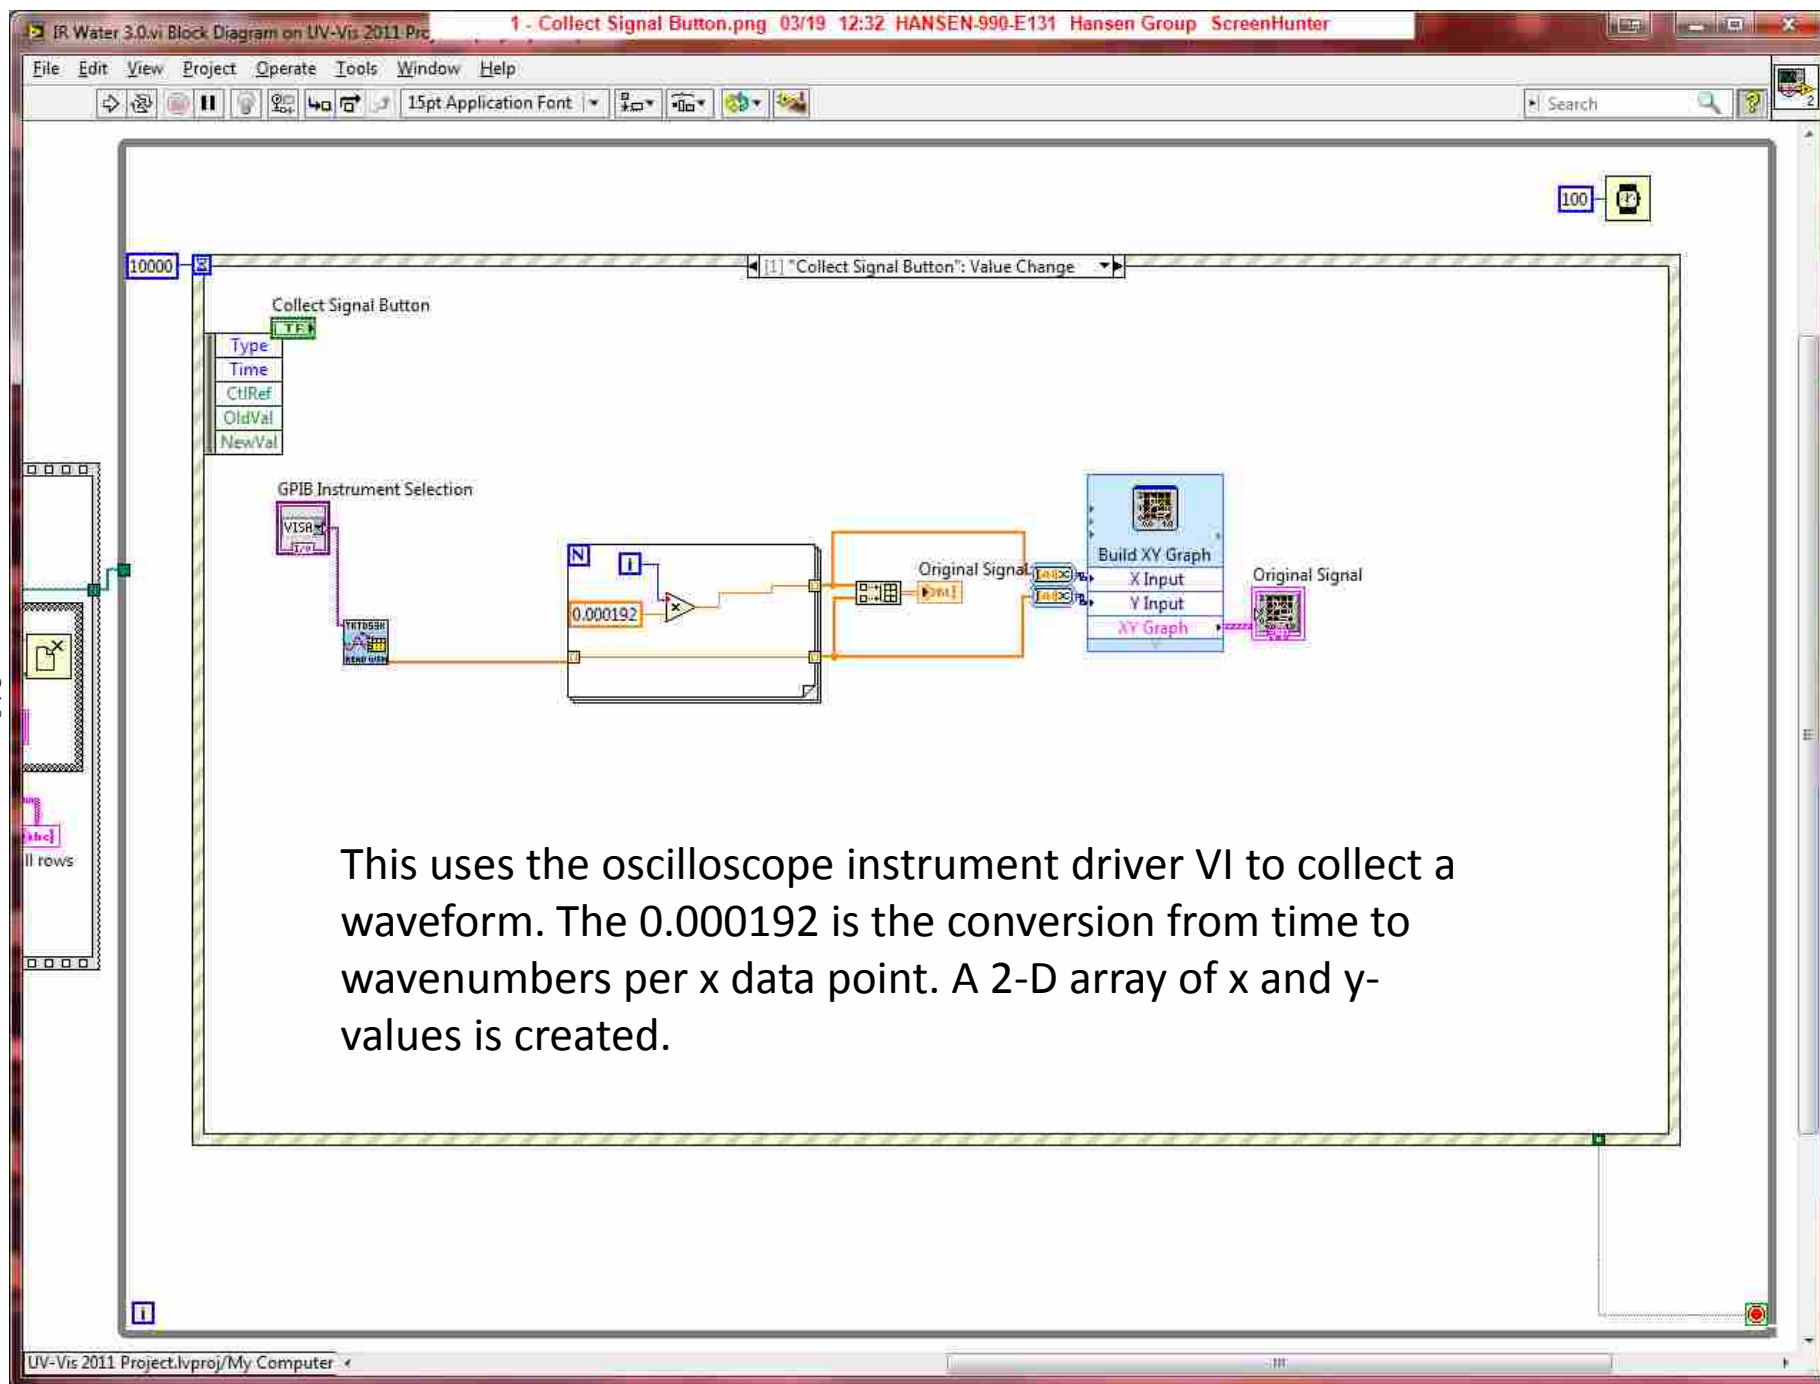 1 - Collect Signal Button.png 03/19 12:32 HANSEN-990-E131 Hansen Group ScreenHunter
IR Water 3.0.vi Block Diagram on UV-Vis 2011
File Edit View Project Operate Tools Window Help
15pt Application Font
Search
2
100
10000
[1] "Collect Signal Button": Value Change
Collect Signal Button
TF
Type
Time
CtlRef
OldVal
NewVal
GPIB Instrument Selection
VISA
I/O
N
i
0.000192
Original Signal
Build XY Graph
X Input
Y Input
XY Graph
Original Signal
abc
ll rows
This uses the oscilloscope instrument driver VI to collect a
waveform. The 0.000192 is the conversion from time to
wavenumbers per x data point. A 2-D array of x and y-
values is created.
i
UV-Vis 2011 Project.lvproj/My Computer